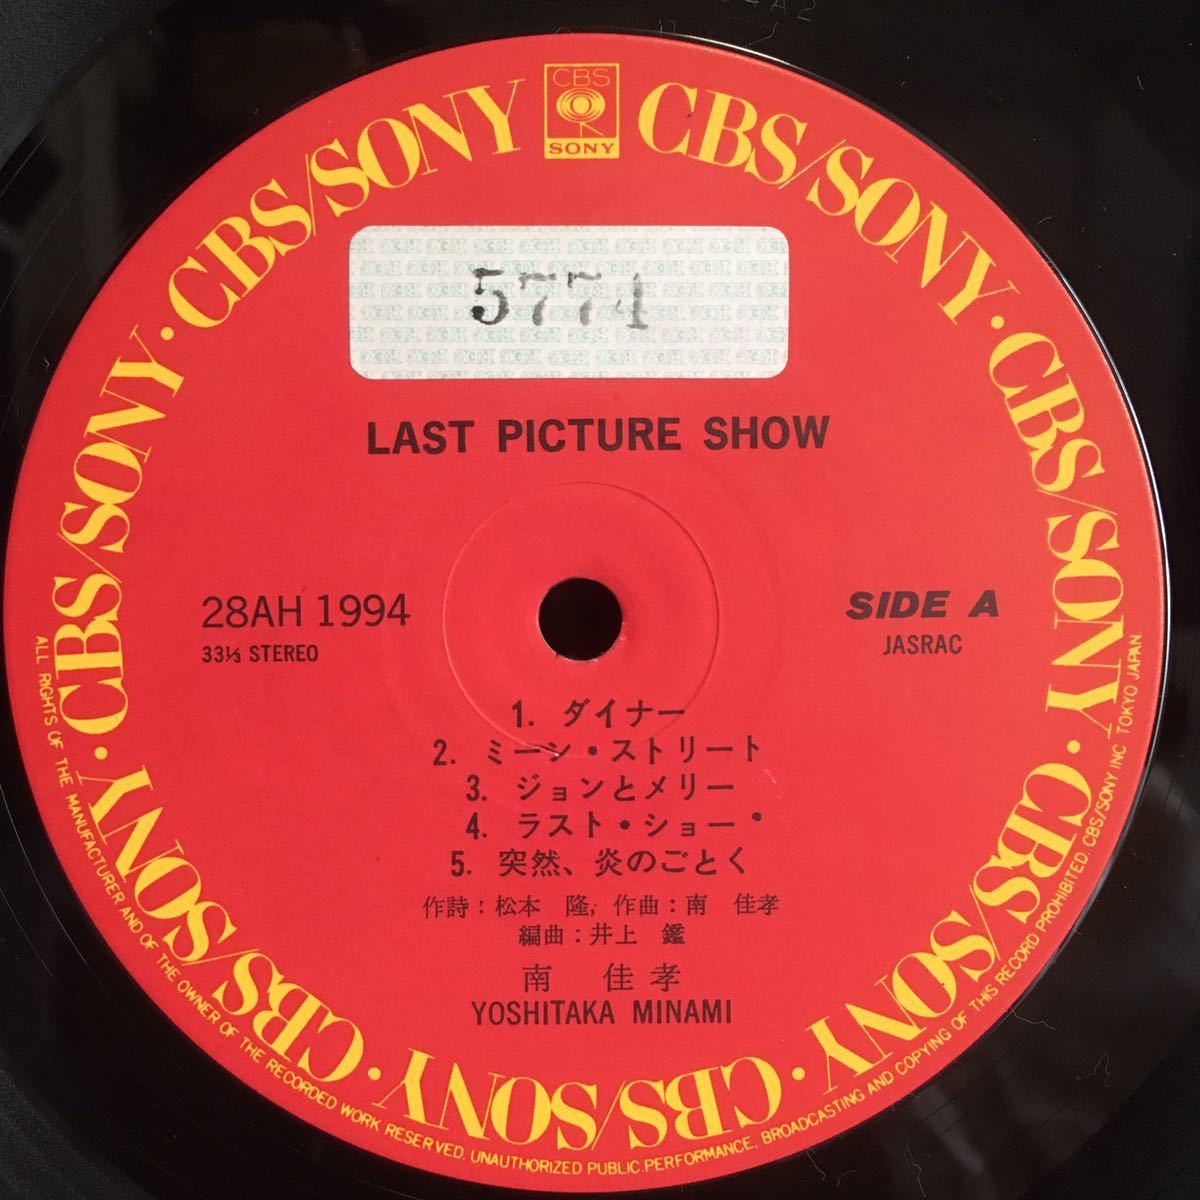 CBS
SONY
CBS/SONY · CBS/SONY · CBS/SONY · CBS/SONY · CBS/SONY · CBS/SONY · CBS/SONY · CBS/SONY
5774
LAST PICTURE SHOW
28AH 1994
33⅓ STEREO
SIDE A
JASRAC
1. ダイナー
2. ミーン・ストリート
3. ジョンとメリー
4. ラスト・ショー
5. 突然、炎のごとく
作詩：松本 隆, 作曲：南 佳孝
編曲：井上 鑑
南 佳孝
YOSHITAKA MINAMI
ALL RIGHTS OF THE MANUFACTURER AND OF THE OWNER OF THE RECORDED WORK RESERVED. UNAUTHORIZED PUBLIC PERFORMANCE, BROADCASTING AND COPYING OF THIS RECORD PROHIBITED. CBS/SONY INC TOKYO JAPAN.